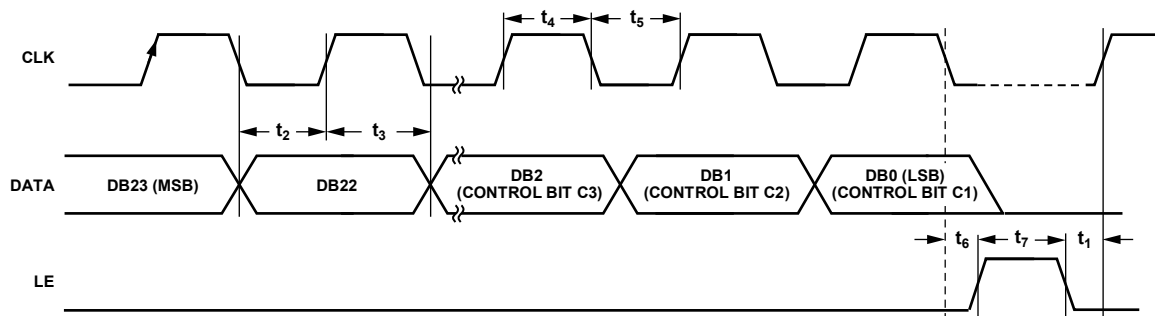 t4
t5
CLK
t2
t3
DATA
DB23 (MSB)
DB22
DB2
(CONTROL BIT C3)
DB1
(CONTROL BIT C2)
DB0 (LSB)
(CONTROL BIT C1)
t6
t7
t1
LE